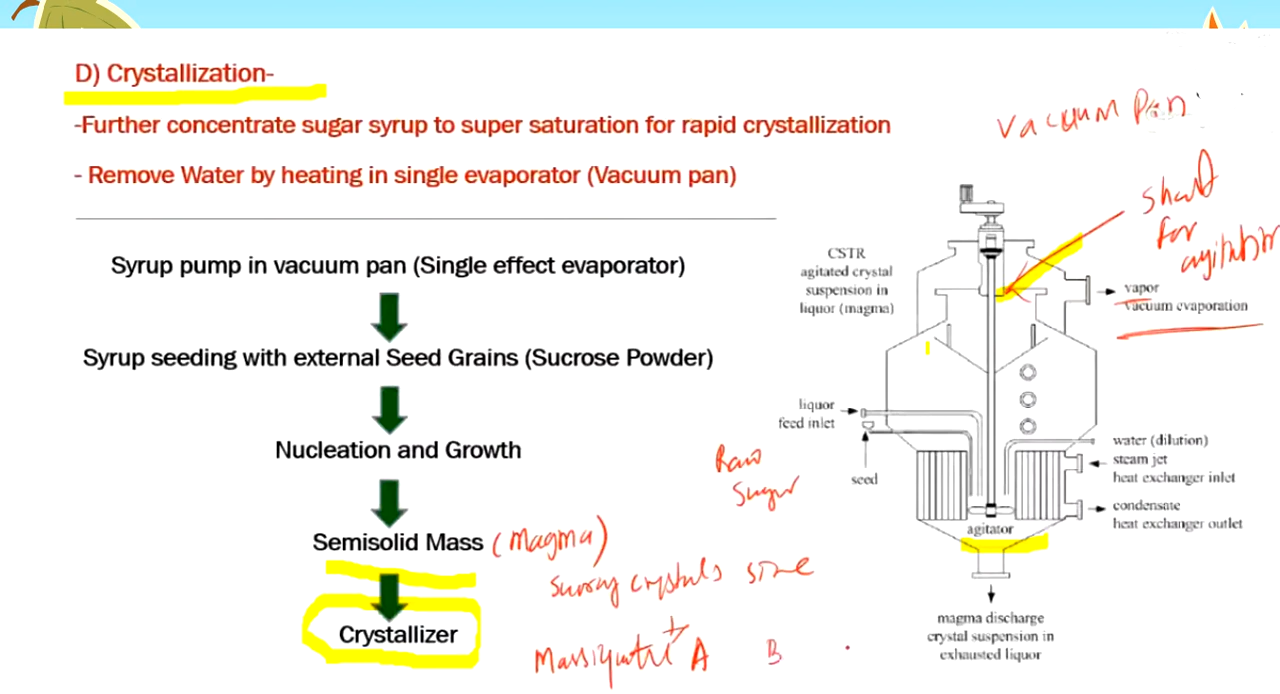 D) Crystallization-
-Further concentrate sugar syrup to super saturation for rapid crystallization
- Remove Water by heating in single evaporator (Vacuum pan)
Syrup pump in vacuum pan (Single effect evaporator)
Syrup seeding with external Seed Grains (Sucrose Powder)
Nucleation and Growth
Semisolid Mass (Magma)
Crystallizer
crystals size
A B
Raw
Sugar
Vacuum Pan
Shaft
for
CSTR
agitated crystal
suspension in
liquor (magma)
vapor
vacuum evaporation
liquor
feed inlet
seed
water (dilution)
steam jet
heat exchanger inlet
condensate
heat exchanger outlet
agitator
magma discharge
crystal suspension in
exhausted liquor